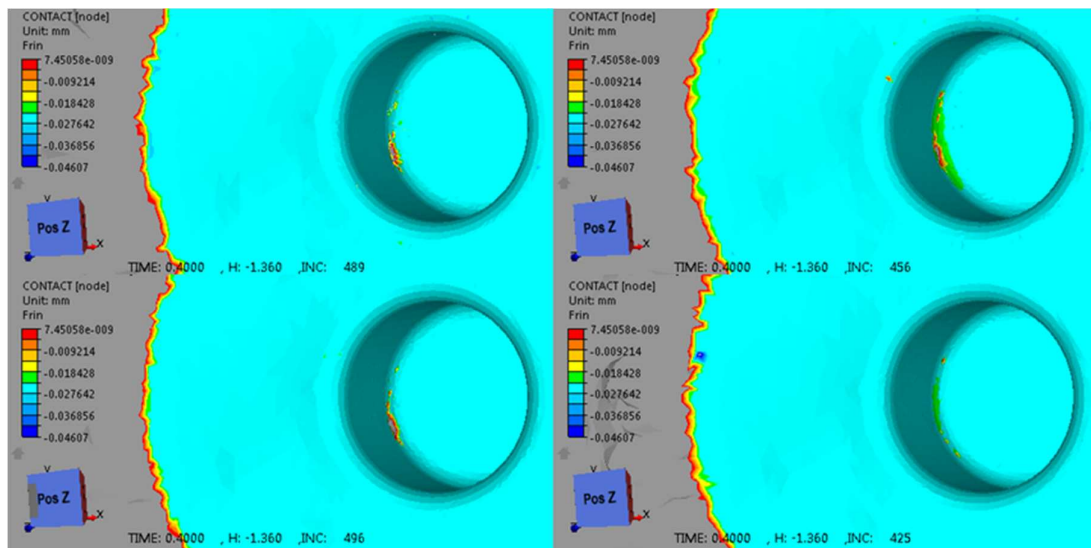 CONTACT [node]
Unit: mm
Frin
7.45058e-009
-0.009214
-0.018428
-0.027642
-0.036856
-0.04607
Y
Pos Z
X
TIME: 0.4000 , H: -1.360 ,INC: 489
CONTACT [node]
Unit: mm
Frin
7.45058e-009
-0.009214
-0.018428
-0.027642
-0.036856
-0.04607
Y
Pos Z
X
TIME: 0.4000 , H: -1.360 ,INC: 456
CONTACT [node]
Unit: mm
Frin
7.45058e-009
-0.009214
-0.018428
-0.027642
-0.036856
-0.04607
Y
Pos Z
X
TIME: 0.4000 , H: -1.360 ,INC: 496
CONTACT [node]
Unit: mm
Frin
7.45058e-009
-0.009214
-0.018428
-0.027642
-0.036856
-0.04607
Y
Pos Z
X
TIME: 0.4000 , H: -1.360 ,INC: 425